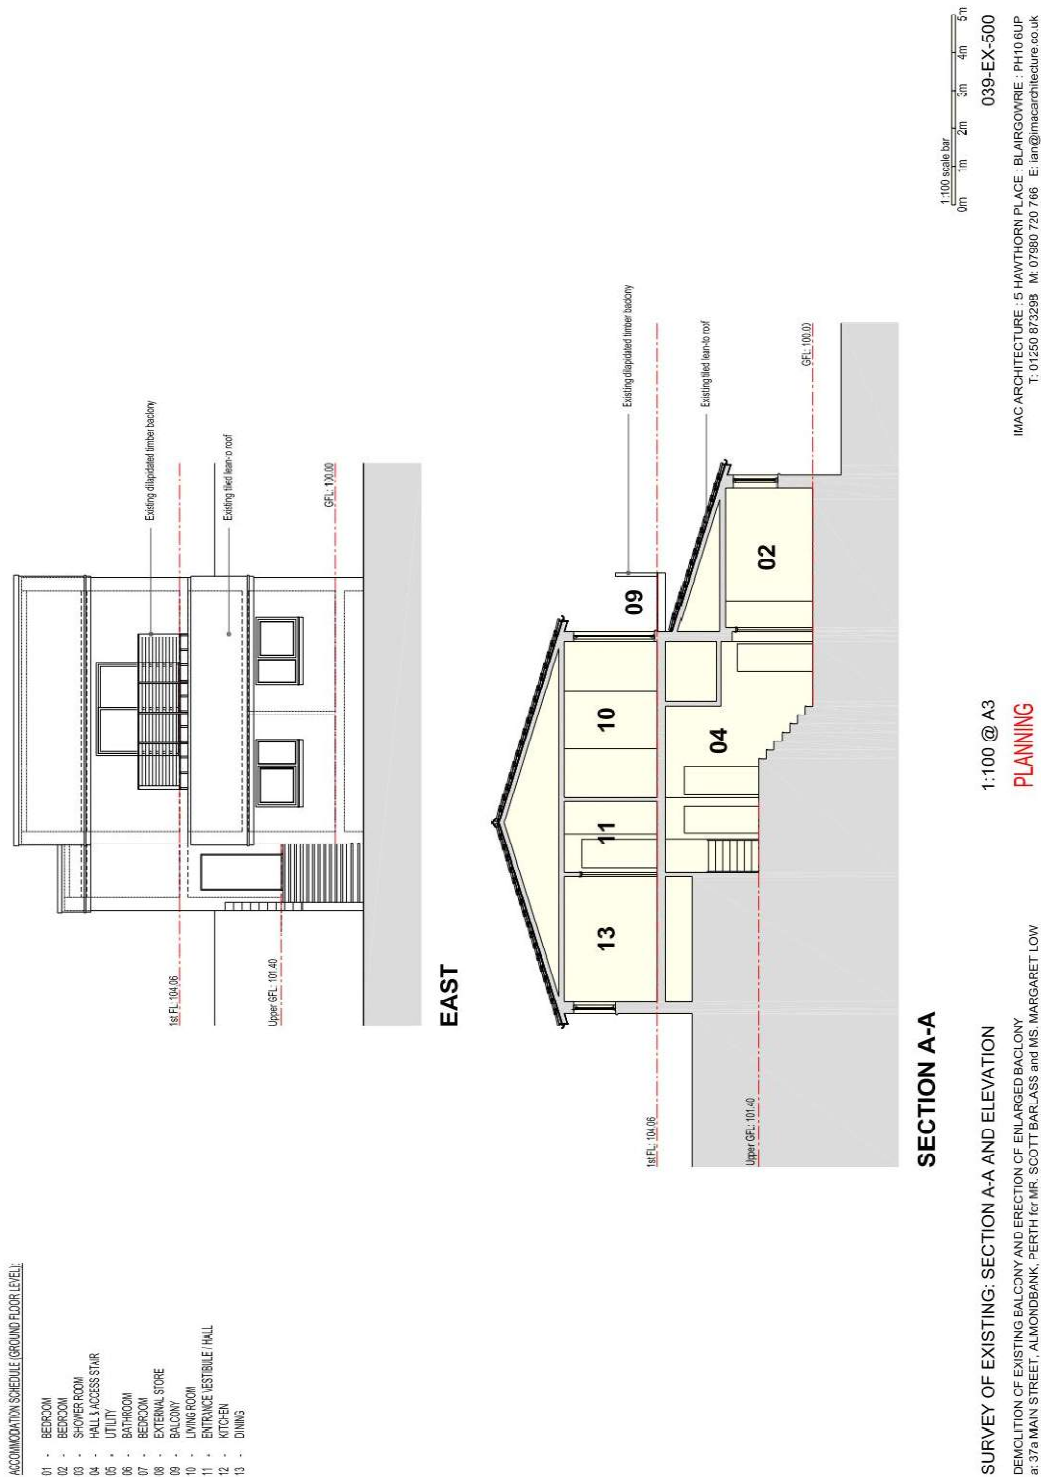 ACCOMMODATION SCHEDULE (GROUND FLOOR LEVEL):
01 - BEDROOM
02 - BEDROOM
03 - SHOWER ROOM
04 - HALL & ACCESS STAIR
05 - UTILITY
06 - BATHROOM
07 - BEDROOM
08 - EXTERNAL STORE
09 - BALCONY
10 - LIVING ROOM
11 - ENTRANCE VESTIBULE / HALL
12 - KITCHEN
13 - DINING
Existing dilapidated timber baclony
Existing tiled lean-to roof
GFL: 100.00
1st FL: 104.06
Upper GFL: 101.40
EAST
Existing dilapidated timber baclony
Existing tiled lean-to roof
GFL: 100.00
09
02
10
04
11
13
1st FL: 104.06
Upper GFL: 101.40
SECTION A-A
1:100 scale bar
0m 1m 2m 3m 4m 5m
SURVEY OF EXISTING: SECTION A-A AND ELEVATION 1:100 @ A3 039-EX-500
DEMOLITION OF EXISTING BALCONY AND ERECTION OF ENLARGED BACLONY PLANNING IMAC ARCHITECTURE : 5 HAWTHORN PLACE : BLAIRGOWRIE : PH10 6UP
a: 37a MAIN STREET, ALMONDBANK, PERTH for MR. SCOTT BARLASS and MS. MARGARET LOW T: 01250 873298 M: 07980 720 766 E: ian@imacarchitecture.co.uk